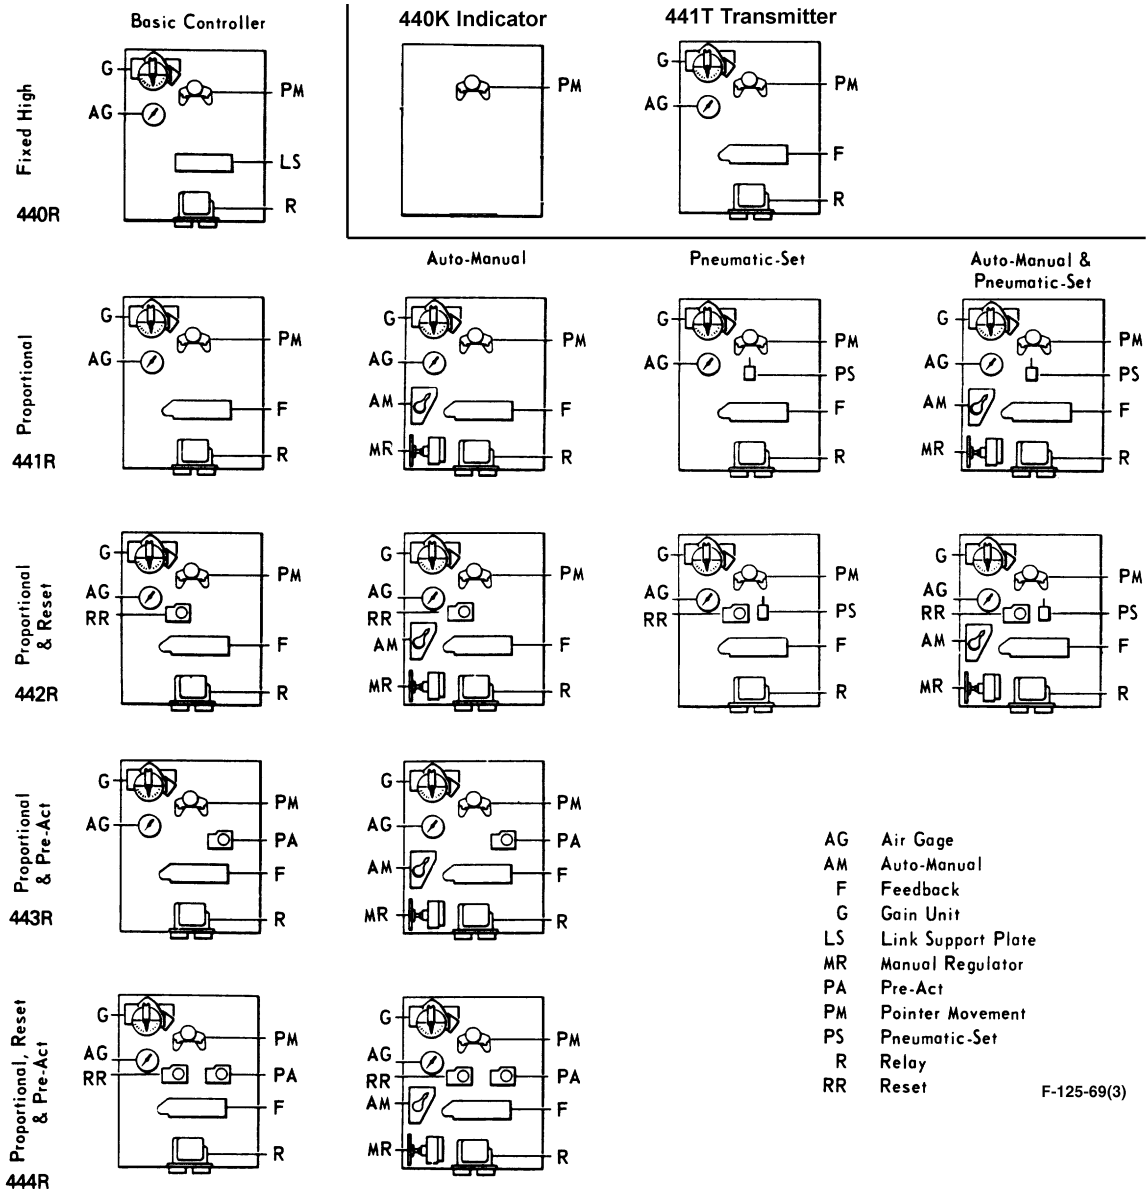 Basic Controller
440K Indicator
441T Transmitter
Fixed High
440R
G
AG
PM
LS
R
PM
G
AG
PM
F
R
Auto-Manual
Pneumatic-Set
Auto-Manual &
Pneumatic-Set
Proportional
441R
G
AG
PM
F
R
G
AG
AM
MR
PM
F
R
G
AG
PM
PS
F
R
G
AG
AM
MR
PM
PS
F
R
Proportional
& Reset
442R
G
AG
RR
PM
F
R
G
AG
RR
AM
MR
PM
F
R
G
AG
RR
PM
PS
F
R
G
AG
RR
AM
MR
PM
PS
F
R
Proportional
& Pre-Act
443R
G
AG
PM
PA
F
R
G
AG
AM
MR
PM
PA
F
R
Proportional, Reset
& Pre-Act
444R
G
AG
RR
PM
PA
F
R
G
AG
RR
AM
MR
PM
PA
F
R
AG Air Gage
AM Auto-Manual
F Feedback
G Gain Unit
LS Link Support Plate
MR Manual Regulator
PA Pre-Act
PM Pointer Movement
PS Pneumatic-Set
R Relay
RR Reset
F-125-69(3)